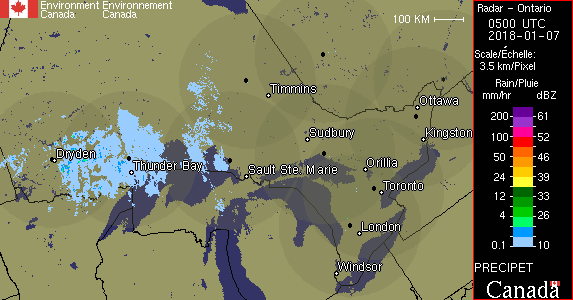 Environment Environnement
Canada Canada
100 KM
Timmins
Ottawa
Sudbury
Kingston
Dryden
Thunder Bay
Sault Ste. Marie
Orillia
Toronto
London
Windsor
Radar - Ontario
0500 UTC
2018-01-07
Scale/Échelle:
3.5 km/Pixel
Rain/Pluie
mm/hr dBZ
200 61
100 52
50 46
24 39
12 33
4 26
0.1 10
PRECIPET
Canada